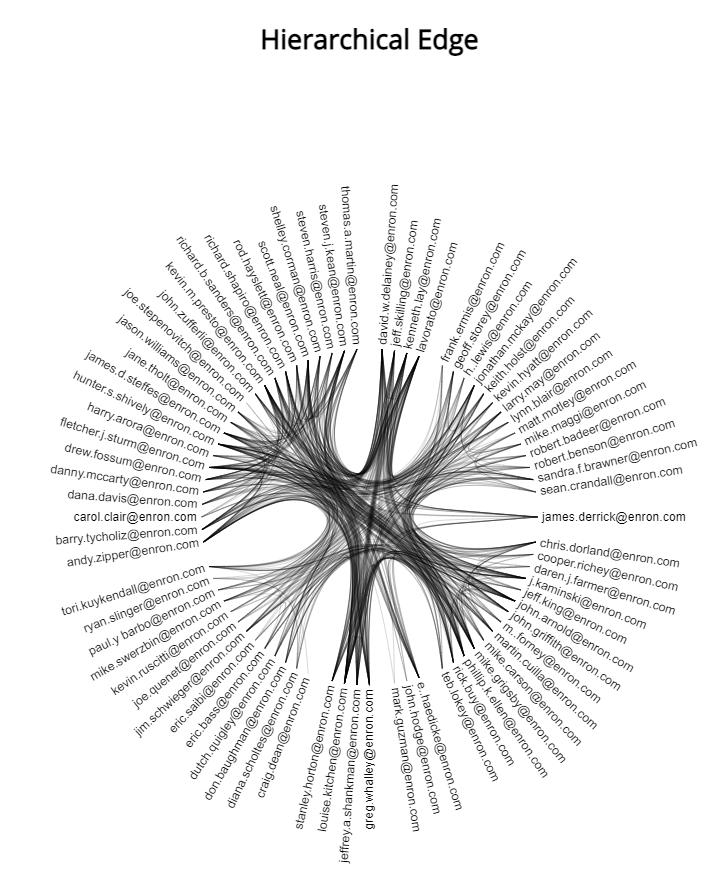 Hierarchical Edge
david.w.delainey@enron.com
jeff.skilling@enron.com
kenneth.lay@enron.com
lavorato@enron.com
frank.ermis@enron.com
geoff.storey@enron.com
h..lewis@enron.com
jonathan.mckay@enron.com
keith.holst@enron.com
kevin.hyatt@enron.com
larry.may@enron.com
lynn.blair@enron.com
matt.motley@enron.com
mike.maggi@enron.com
robert.badeer@enron.com
robert.benson@enron.com
sandra.f.brawner@enron.com
sean.crandall@enron.com
james.derrick@enron.com
chris.dorland@enron.com
cooper.richey@enron.com
daren.j.farmer@enron.com
j.kaminski@enron.com
jeff.king@enron.com
john.arnold@enron.com
john.griffith@enron.com
m..forney@enron.com
martin.cuilla@enron.com
mike.carson@enron.com
mike.grigsby@enron.com
phillip.k.ellen@enron.com
rick.buy@enron.com
teb.lokey@enron.com
e..haedicke@enron.com
john.hodge@enron.com
mark.guzman@enron.com
greg.whalley@enron.com
jeffrey.a.shankman@enron.com
louise.kitchen@enron.com
stanley.horton@enron.com
craig.dean@enron.com
diana.scholtes@enron.com
don.baughman@enron.com
dutch.quigley@enron.com
eric.bass@enron.com
eric.saibi@enron.com
jim.schwieger@enron.com
joe.quenet@enron.com
kevin.ruscitti@enron.com
mike.swerzbin@enron.com
paul.y barbo@enron.com
ryan.slinger@enron.com
tori.kuykendall@enron.com
andy.zipper@enron.com
barry.tycholiz@enron.com
carol.clair@enron.com
dana.davis@enron.com
danny.mccarty@enron.com
drew.fossum@enron.com
fletcher.j.sturm@enron.com
harry.arora@enron.com
hunter.s.shively@enron.com
james.d.steffes@enron.com
jane.tholt@enron.com
jason.williams@enron.com
joe.stepenovitch@enron.com
john.zufferli@enron.com
kevin.m.presto@enron.com
richard.b.sanders@enron.com
richard.shapiro@enron.com
rod.hayslett@enron.com
scott.neal@enron.com
shelley.corman@enron.com
steven.harris@enron.com
steven.j.kean@enron.com
thomas.a.martin@enron.com